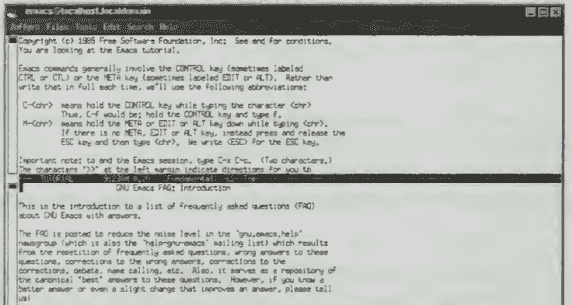 emacs@localhost.localdomain
Buffers Files Tools Edit Search Help
Copyright (c) 1985 Free Software Foundation, Inc; See end for conditions.
You are looking at the Emacs tutorial.
Emacs commands generally involve the CONTROL key (sometimes labeled
CTRL or CTL) or the META key (sometimes labeled EDIT or ALT). Rather than
write that in full each time, we'll use the following abbreviations:
C-<chr> means hold the CONTROL key while typing the character <chr>
Thus, C-f would be: hold the CONTROL key and type f.
M-<chr> means hold the META or EDIT or ALT key down while typing <chr>.
If there is no META, EDIT or ALT key, instead press and release the
ESC key and then type <chr>. We write <ESC> for the ESC key.
Important note: to end the Emacs session, type C-x C-c. (Two characters.)
The characters ">>" at the left margin indicate directions for you to
TUTORIAL (Fundamental) Top
GNU Emacs FAQ: Introduction
This is the introduction to a list of frequently asked questions (FAQ)
about GNU Emacs with answers.
The FAQ is posted to reduce the noise level in the 'gnu.emacs.help'
newsgroup (which is also the 'help-gnu-emacs' mailing list) which results
from the repetition of frequently asked questions, wrong answers to these
questions, corrections to the wrong answers, corrections to the
corrections, debate, name calling, etc. Also, it serves as a repository of
the canonical "best" answers to these questions. However, if you know a
better answer or even a slight change that improves an answer, please tell
us!